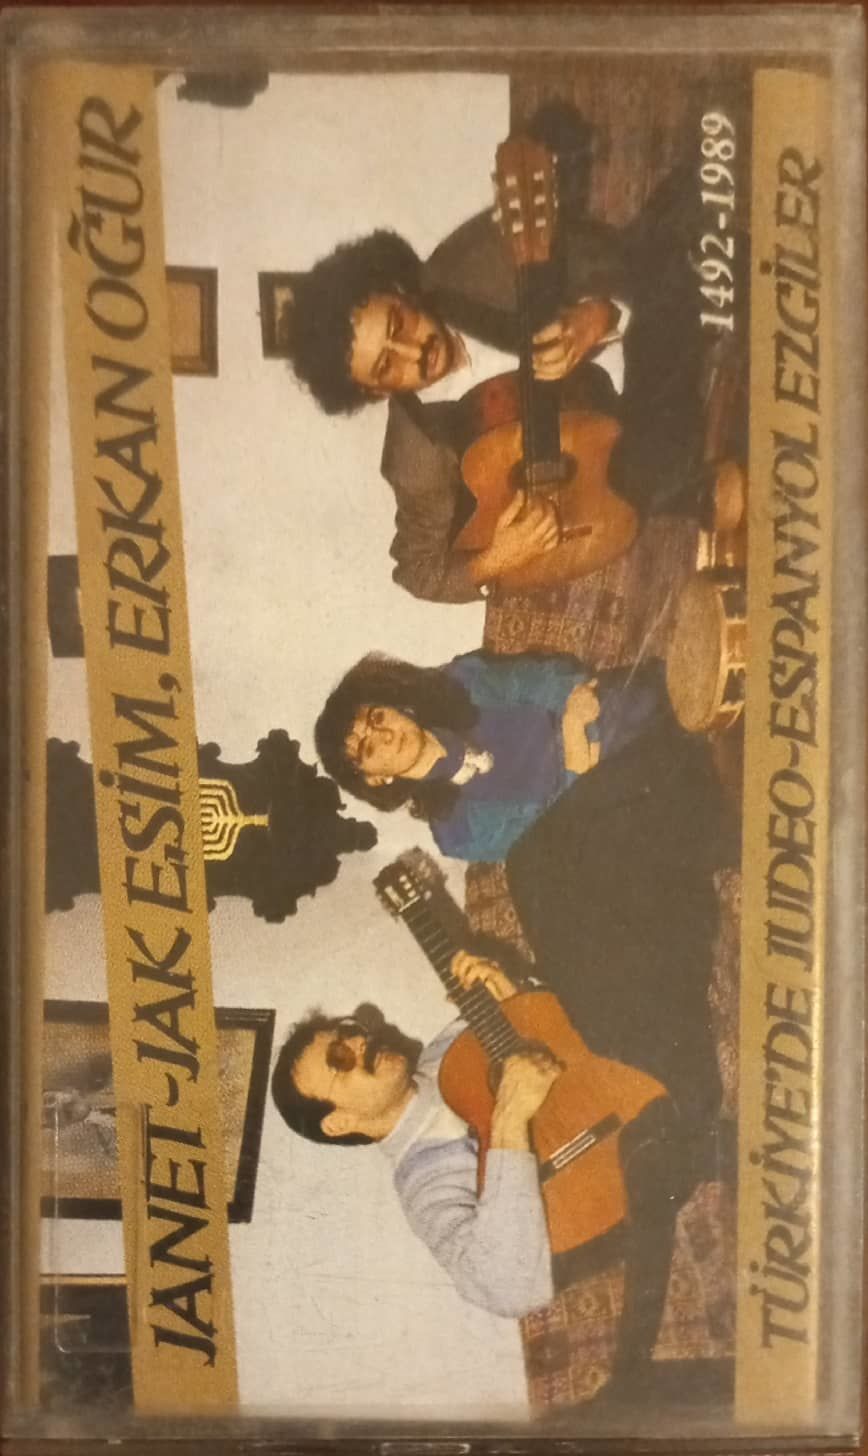 JANET-JAK ESİM, ERKAN OĞUR
1492-1989
TÜRKİYE'DE JUDEO-ESPANYOL EZGİLER